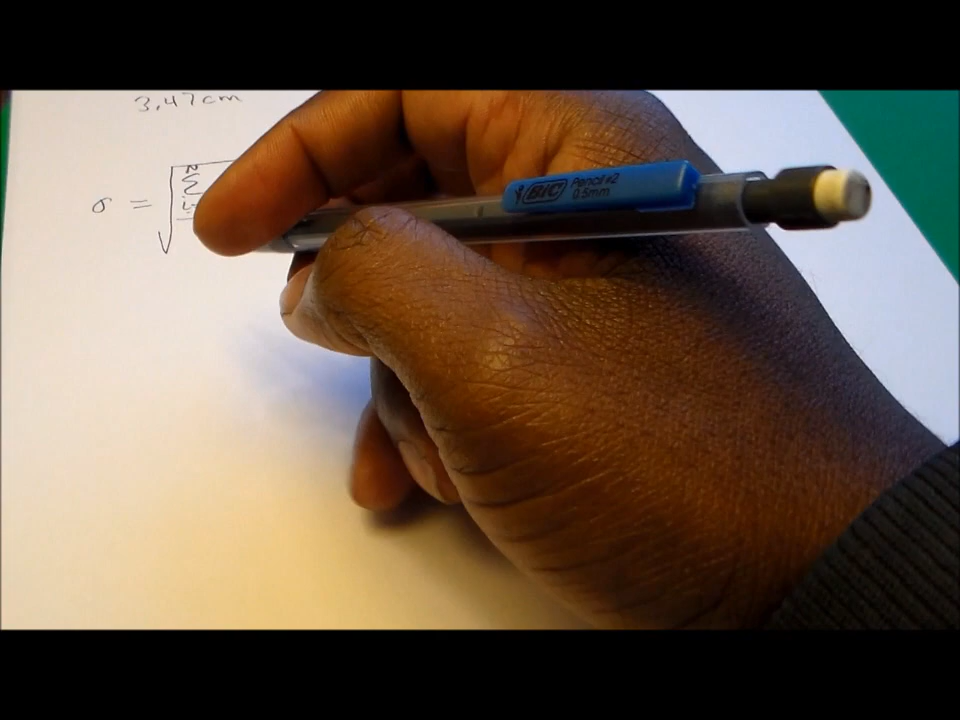 3.47cm
σ = √ Σ
BIC Pencil #2
0.5mm